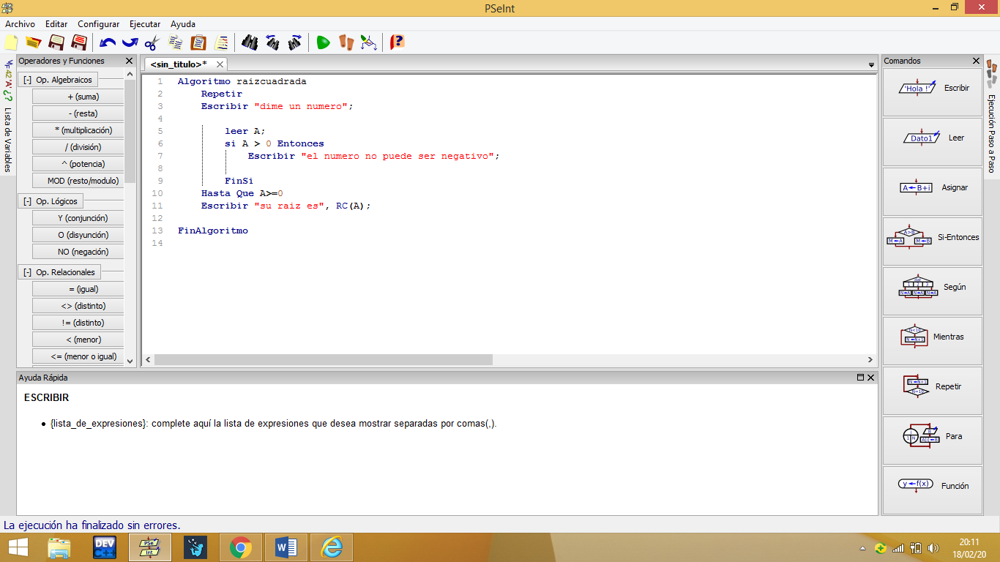 PSeInt
Archivo Editar Configurar Ejecutar Ayuda
Operadores y Funciones
<sin_titulo>*
Comandos
42 'A' ¿?
Lista de Variables
[-] Op. Algebraicos
+ (suma)
- (resta)
* (multiplicación)
/ (división)
^ (potencia)
MOD (resto/modulo)
[-] Op. Lógicos
Y (conjunción)
O (disyunción)
NO (negación)
[-] Op. Relacionales
= (igual)
<> (distinto)
!= (distinto)
< (menor)
<= (menor o igual)
1 Algoritmo raizcuadrada
2 Repetir
3 Escribir "dime un numero";
4
5 leer A;
6 si A > 0 Entonces
7 Escribir "el numero no puede ser negativo";
8
9 FinSi
10 Hasta Que A>=0
11 Escribir "su raiz es", RC(A);
12
13 FinAlgoritmo
14
'Hola !' Escribir
Dato1 Leer
A B+i Asignar
A>B M A M B Si-Entonces
Según
Mientras
Repetir
Para
y f(x) Función
Ejecución Paso a Paso
Ayuda Rápida
ESCRIBIR
• {lista_de_expresiones}: complete aquí la lista de expresiones que desea mostrar separadas por comas(,).
La ejecución ha finalizado sin errores.
DEV
C++
PSe
Int
W
20:11
18/02/20